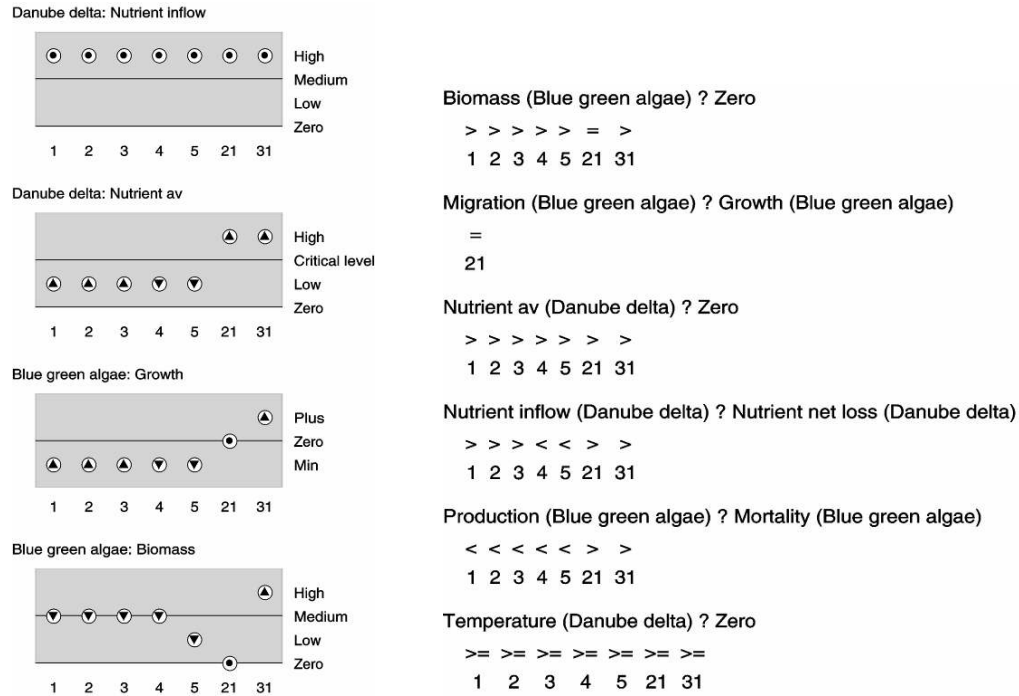 Danube delta: Nutrient inflow
High
Medium
Low
Zero
1 2 3 4 5 21 31
Danube delta: Nutrient av
High
Critical level
Low
Zero
1 2 3 4 5 21 31
Blue green algae: Growth
Plus
Zero
Min
1 2 3 4 5 21 31
Blue green algae: Biomass
High
Medium
Low
Zero
1 2 3 4 5 21 31
Biomass (Blue green algae) ? Zero
> > > > > = >
1 2 3 4 5 21 31
Migration (Blue green algae) ? Growth (Blue green algae)
=
21
Nutrient av (Danube delta) ? Zero
> > > > > > >
1 2 3 4 5 21 31
Nutrient inflow (Danube delta) ? Nutrient net loss (Danube delta)
> > > < < > >
1 2 3 4 5 21 31
Production (Blue green algae) ? Mortality (Blue green algae)
< < < < < > >
1 2 3 4 5 21 31
Temperature (Danube delta) ? Zero
>= >= >= >= >= >= >=
1 2 3 4 5 21 31